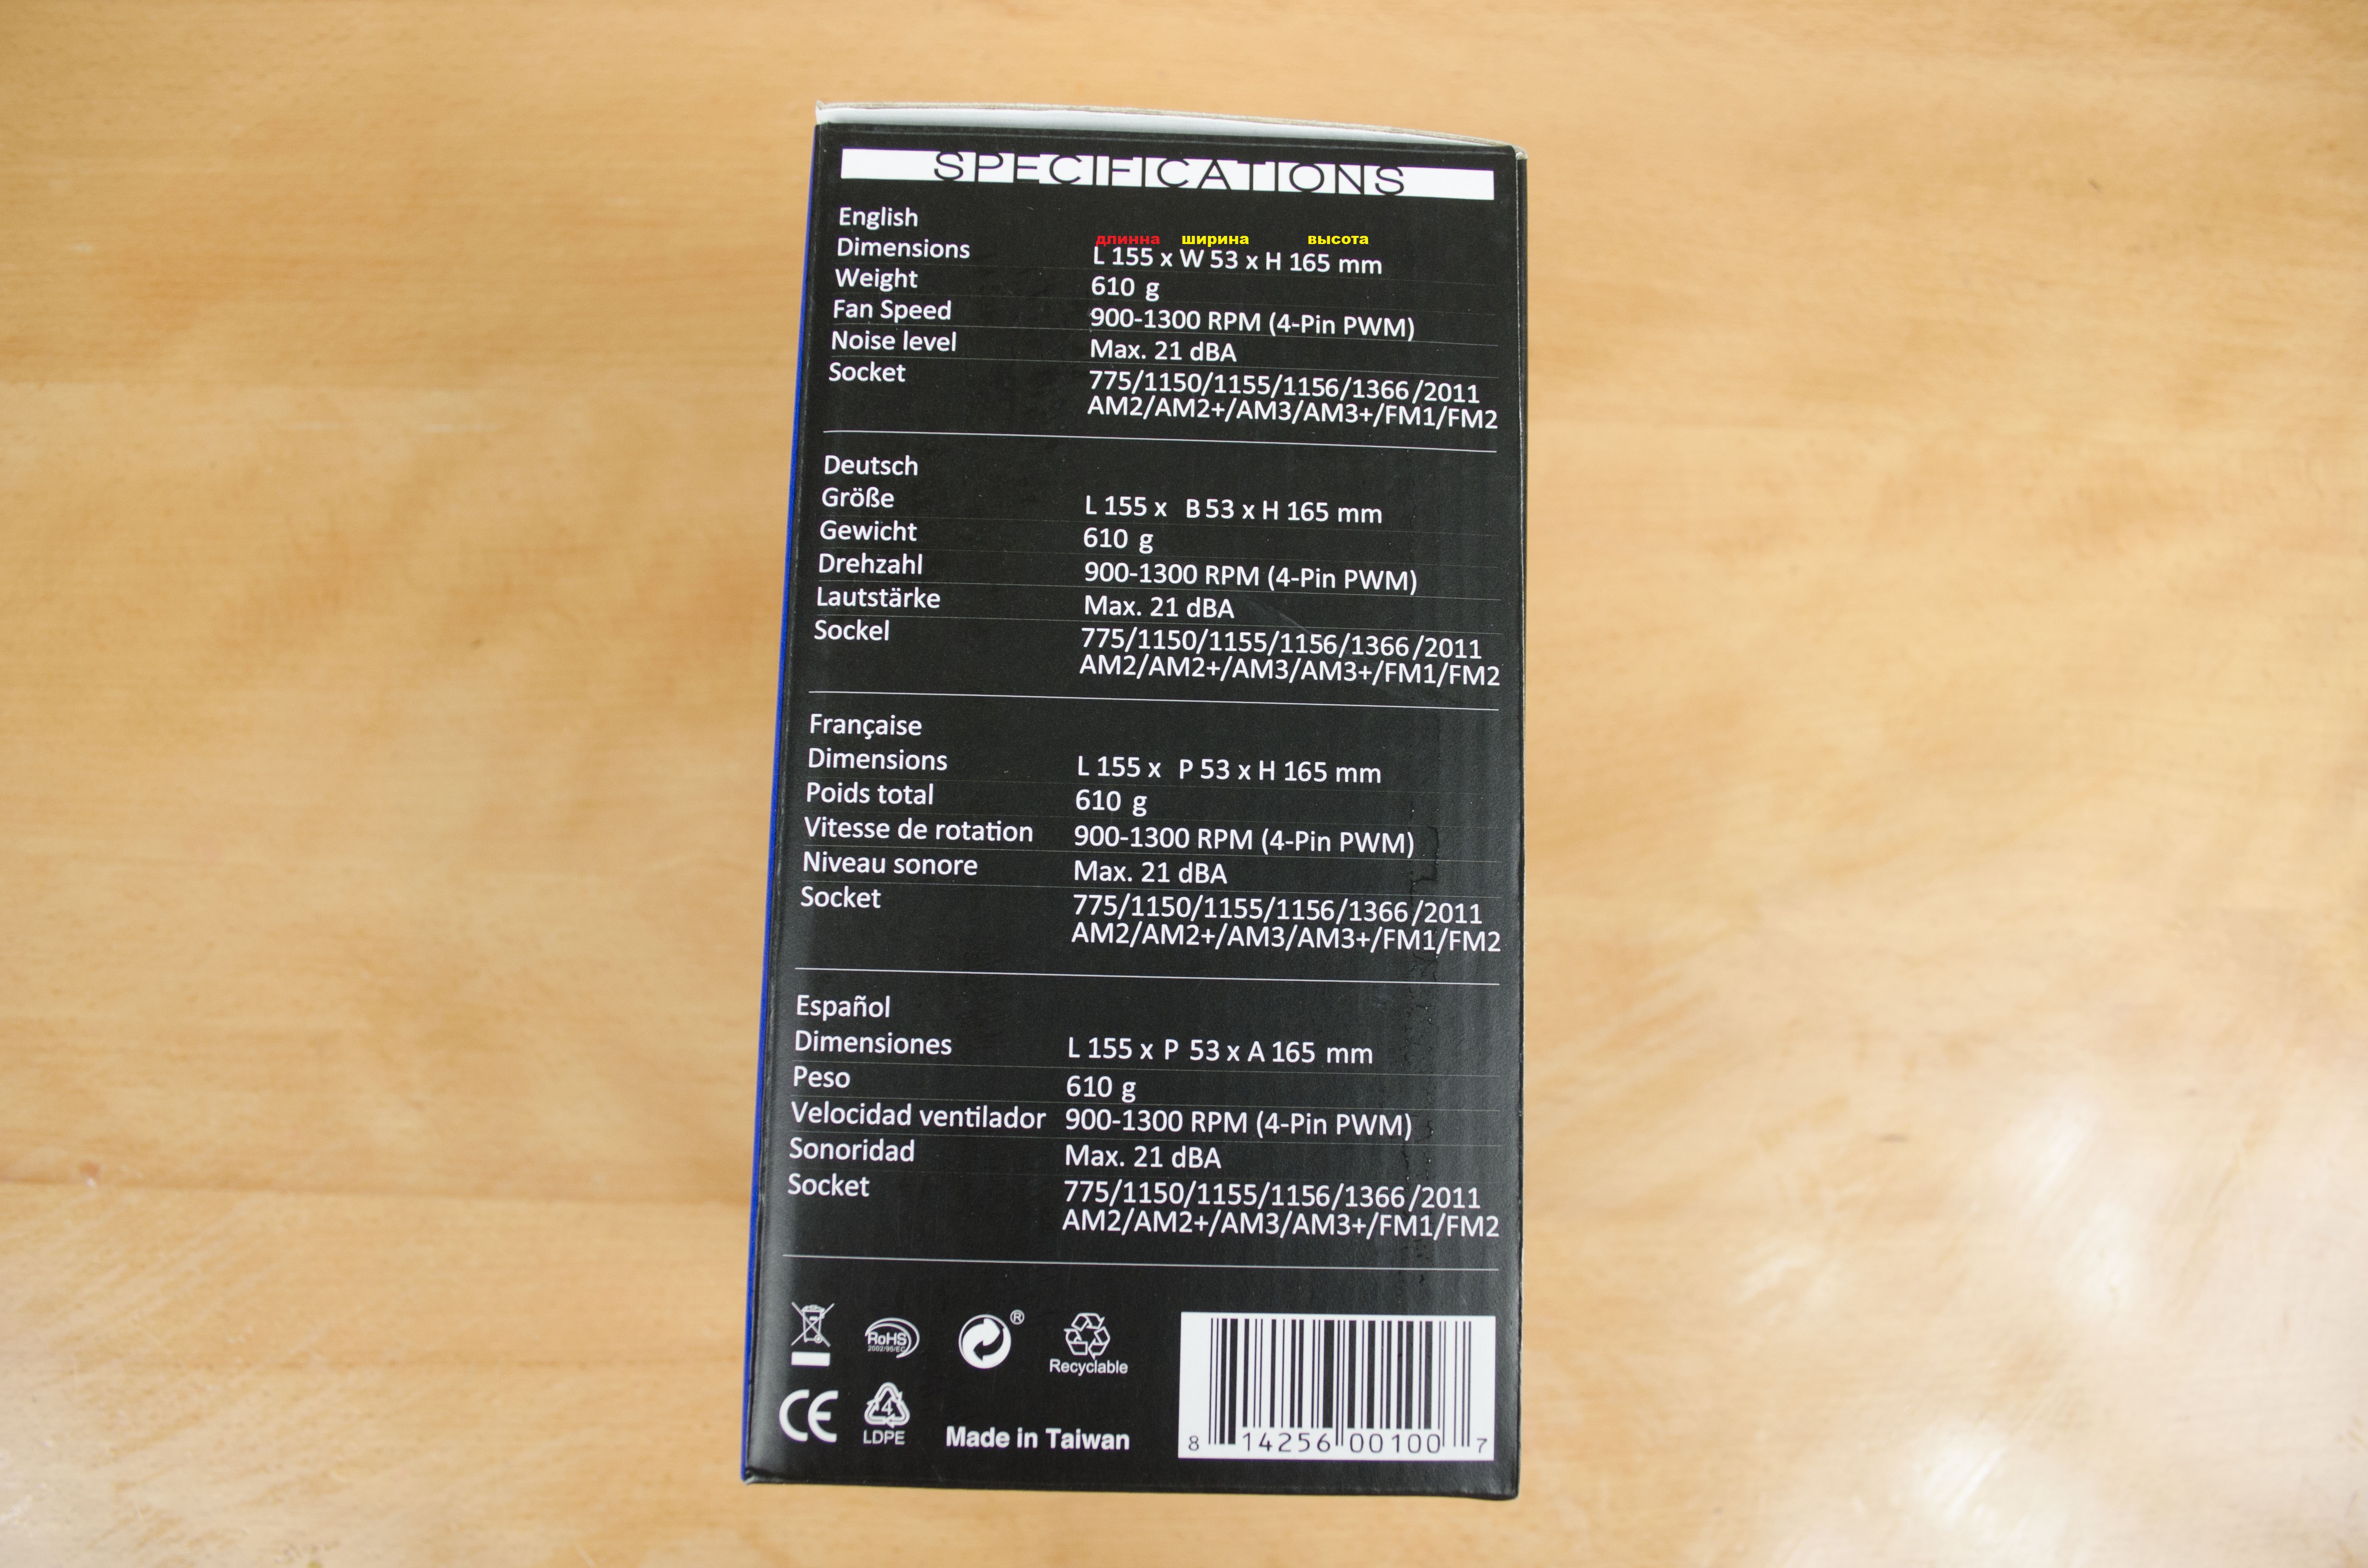 SPECIFICATIONS
English
длинна ширина высота
Dimensions L 155 x W 53 x H 165 mm
Weight 610 g
Fan Speed 900-1300 RPM (4-Pin PWM)
Noise level Max. 21 dBA
Socket 775/1150/1155/1156/1366/2011
AM2/AM2+/AM3/AM3+/FM1/FM2
Deutsch
Größe L 155 x B 53 x H 165 mm
Gewicht 610 g
Drehzahl 900-1300 RPM (4-Pin PWM)
Lautstärke Max. 21 dBA
Sockel 775/1150/1155/1156/1366/2011
AM2/AM2+/AM3/AM3+/FM1/FM2
Française
Dimensions L 155 x P 53 x H 165 mm
Poids total 610 g
Vitesse de rotation 900-1300 RPM (4-Pin PWM)
Niveau sonore Max. 21 dBA
Socket 775/1150/1155/1156/1366/2011
AM2/AM2+/AM3/AM3+/FM1/FM2
Español
Dimensiones L 155 x P 53 x A 165 mm
Peso 610 g
Velocidad ventilador 900-1300 RPM (4-Pin PWM)
Sonoridad Max. 21 dBA
Socket 775/1150/1155/1156/1366/2011
AM2/AM2+/AM3/AM3+/FM1/FM2
RoHS
2002/95/EC
®
Recyclable
CE
4
LDPE
Made in Taiwan
8 14256 00100 7